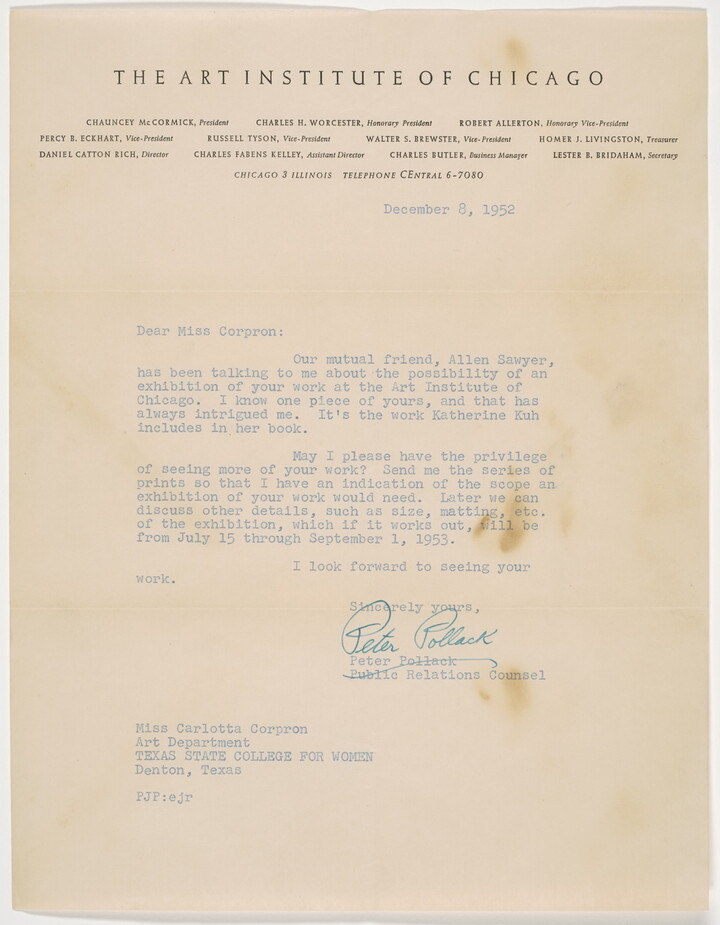 THE ART INSTITUTE OF CHICAGO
CHAUNCEY McCORMICK, President CHARLES H. WORCESTER, Honorary President ROBERT ALLERTON, Honorary Vice-President
PERCY B. ECKHART, Vice-President RUSSELL TYSON, Vice-President WALTER S. BREWSTER, Vice-President HOMER J. LIVINGSTON, Treasurer
DANIEL CATTON RICH, Director CHARLES FABENS KELLEY, Assistant Director CHARLES BUTLER, Business Manager LESTER B. BRIDAHAM, Secretary
CHICAGO 3 ILLINOIS TELEPHONE CENTRAL 6-7080
December 8, 1952
Dear Miss Corpron:
Our mutual friend, Allen Sawyer,
has been talking to me about the possibility of an
exhibition of your work at the Art Institute of
Chicago. I know one piece of yours, and that has
always intrigued me. It's the work Katherine Kuh
includes in her book.
May I please have the privilege
of seeing more of your work? Send me the series of
prints so that I have an indication of the scope an
exhibition of your work would need. Later we can
discuss other details, such as size, matting, etc.
of the exhibition, which if it works out, will be
from July 15 through September 1, 1953.
I look forward to seeing your
work.
Sincerely yours,
Peter Pollack
Peter Pollack
Public Relations Counsel
Miss Carlotta Corpron
Art Department
TEXAS STATE COLLEGE FOR WOMEN
Denton, Texas
PJP:ejr